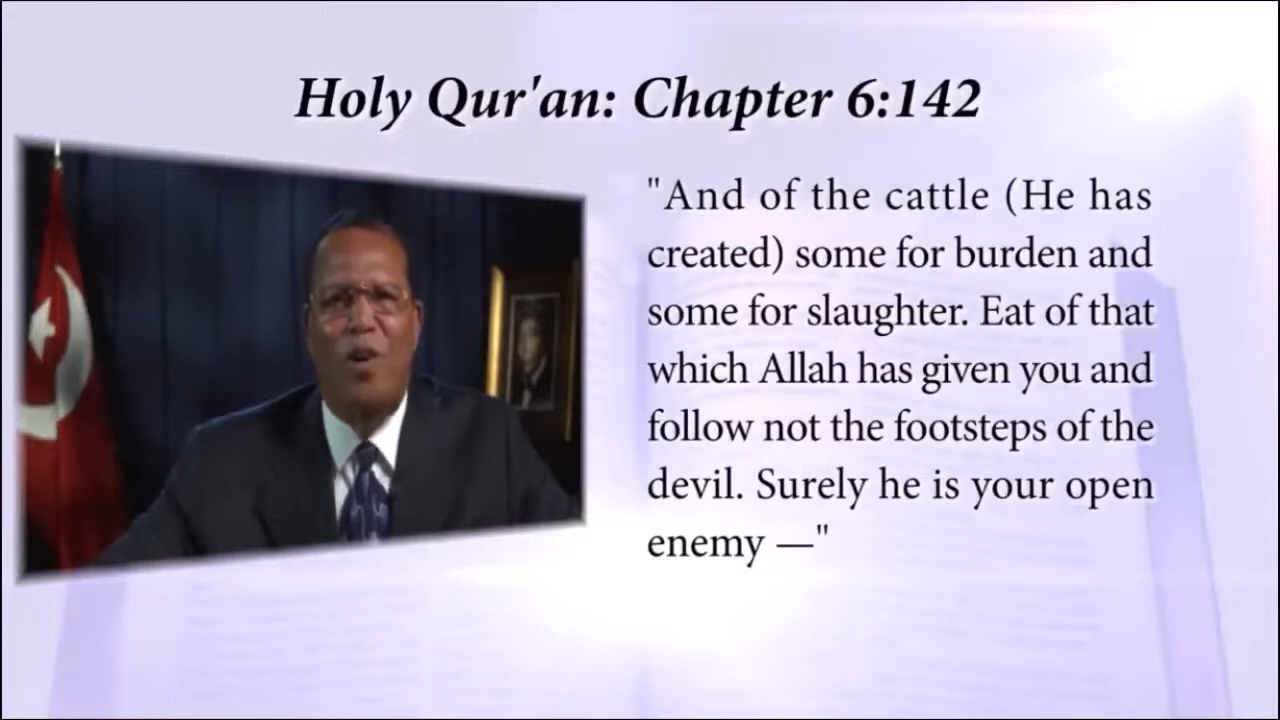 Holy Qur'an: Chapter 6:142
"And of the cattle (He has
created) some for burden and
some for slaughter. Eat of that
which Allah has given you and
follow not the footsteps of the
devil. Surely he is your open
enemy —"